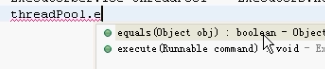 threadPool.e
equals(Object obj) : boolean - Object
execute(Runnable command) void - Ex